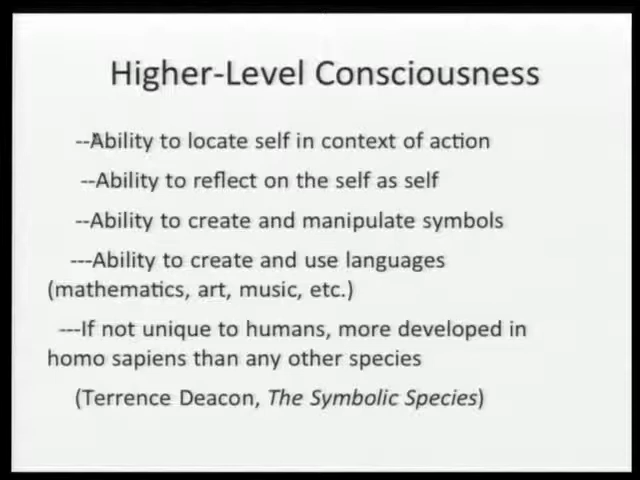 Higher-Level Consciousness
--Ability to locate self in context of action
--Ability to reflect on the self as self
--Ability to create and manipulate symbols
---Ability to create and use languages
(mathematics, art, music, etc.)
---If not unique to humans, more developed in
homo sapiens than any other species
(Terrence Deacon, The Symbolic Species)